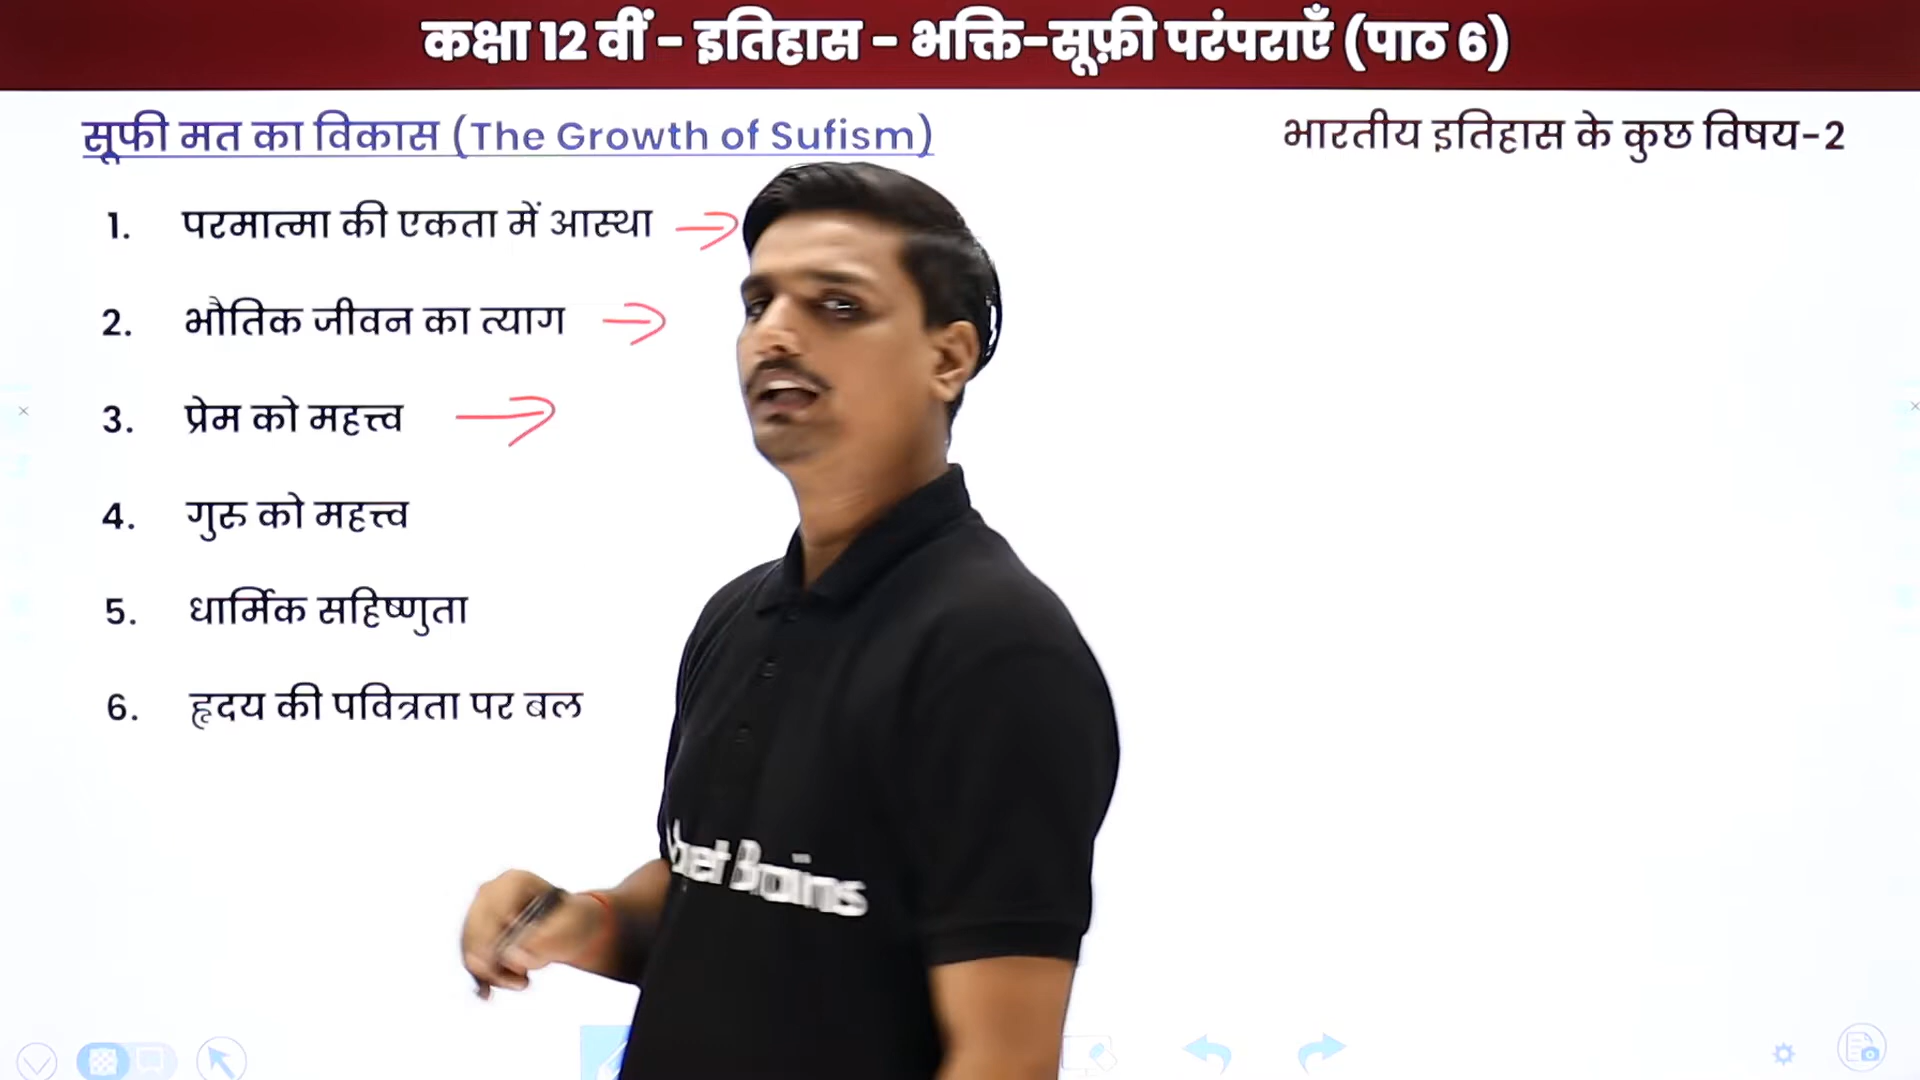 कक्षा 12 वीं - इतिहास - भक्ति-सूफ़ी परंपराएँ (पाठ 6)
सूफी मत का विकास (The Growth of Sufism)
भारतीय इतिहास के कुछ विषय-2
1. परमात्मा की एकता में आस्था
2. भौतिक जीवन का त्याग
3. प्रेम को महत्त्व
4. गुरु को महत्त्व
5. धार्मिक सहिष्णुता
6. हृदय की पवित्रता पर बल
Brains